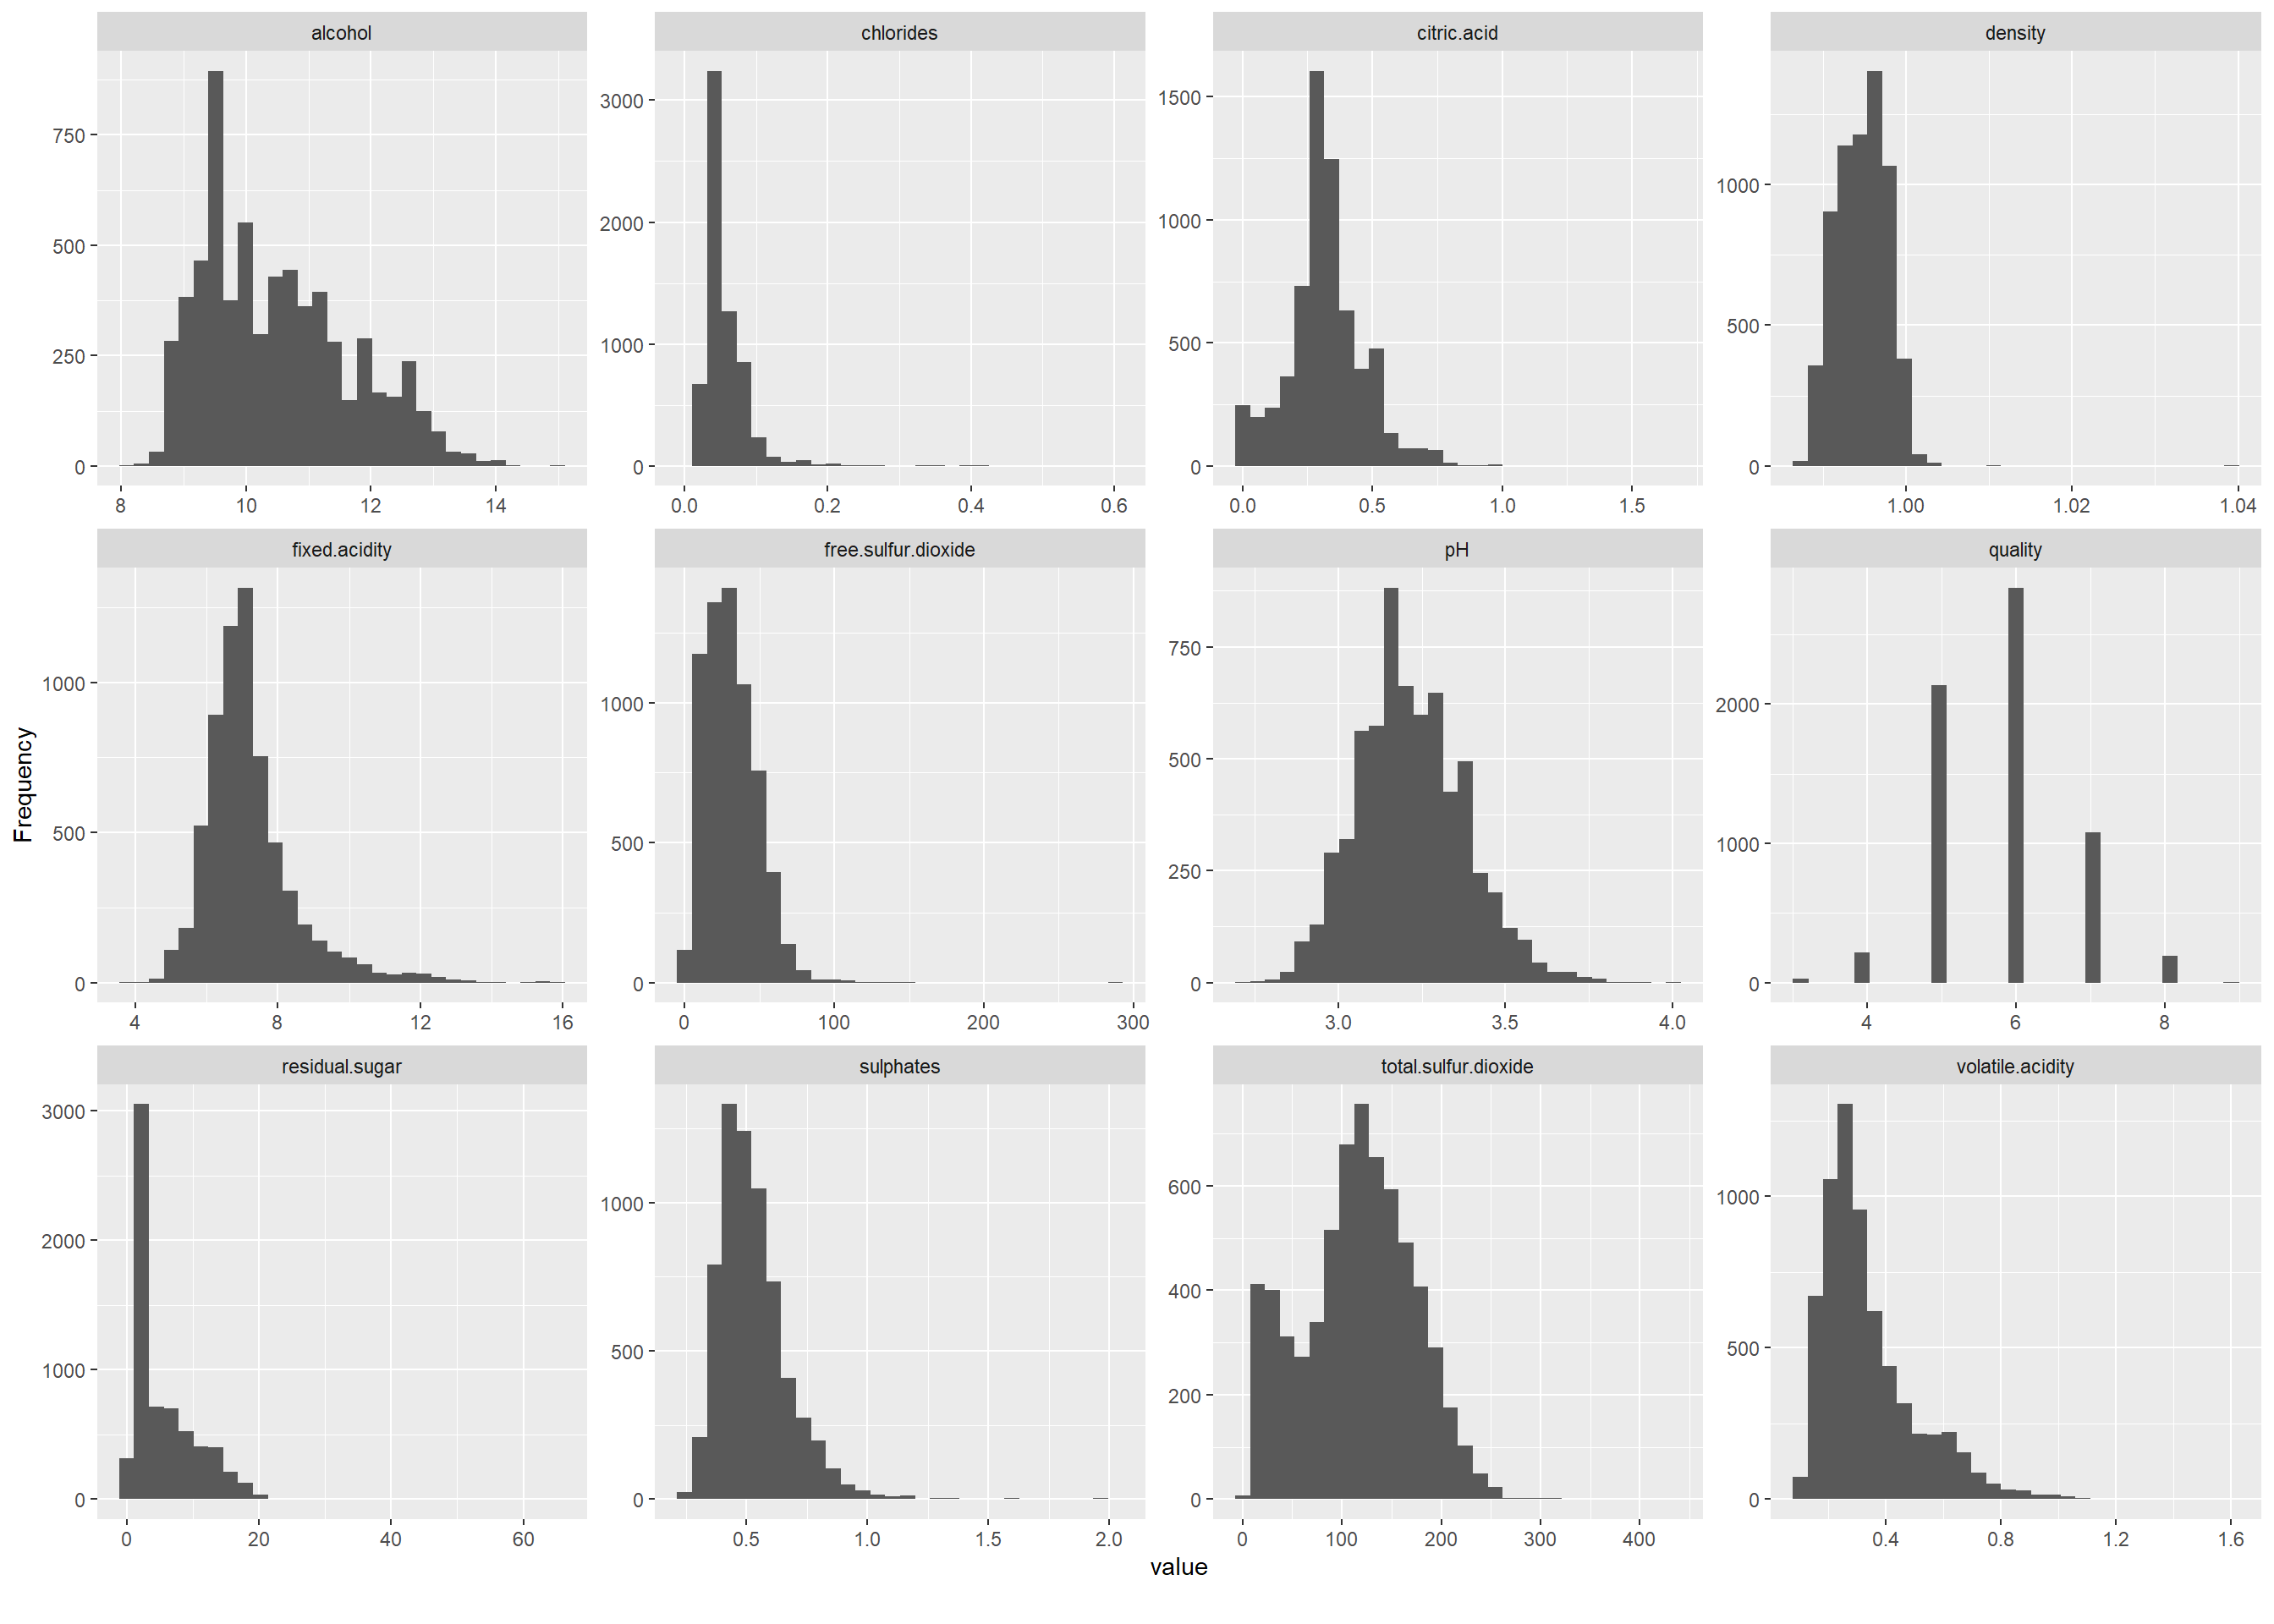 alcohol
chlorides
citric.acid
density
750
500
250
0
3000
2000
1000
0
1500
1000
500
0
1000
500
0
8 10 12 14
0.0 0.2 0.4 0.6
0.0 0.5 1.0 1.5
1.00 1.02 1.04
fixed.acidity
free.sulfur.dioxide
pH
quality
Frequency
1000
500
0
1000
500
0
750
500
250
0
2000
1000
0
4 8 12 16
0 100 200 300
3.0 3.5 4.0
4 6 8
residual.sugar
sulphates
total.sulfur.dioxide
volatile.acidity
3000
2000
1000
0
1000
500
0
600
400
200
0
1000
500
0
0 20 40 60
0.5 1.0 1.5 2.0
0 100 200 300 400
0.4 0.8 1.2 1.6
value